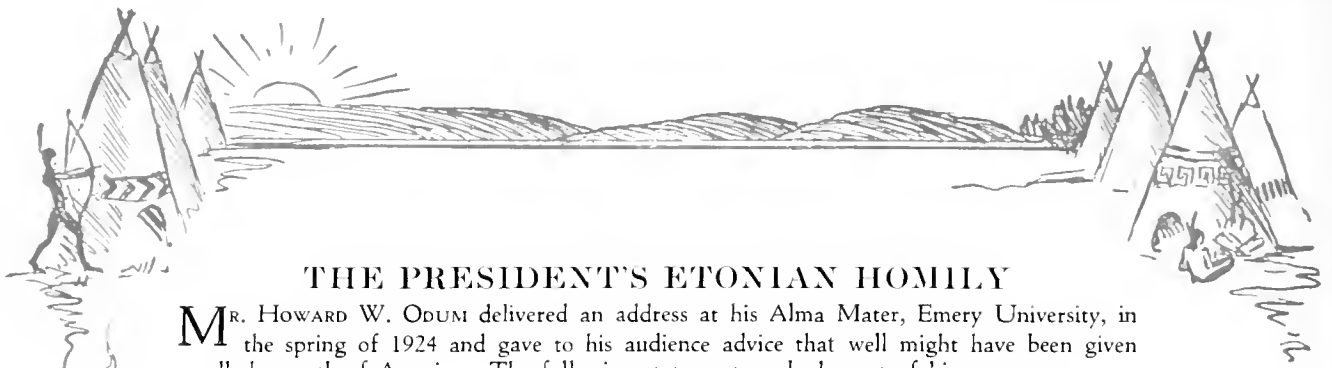 THE PRESIDENT'S ETONIAN HOMILY
MR. HOWARD W. ODUM delivered an address at his Alma Mater, Emery University, in
the spring of 1924 and gave to his audience advice that well might have been given